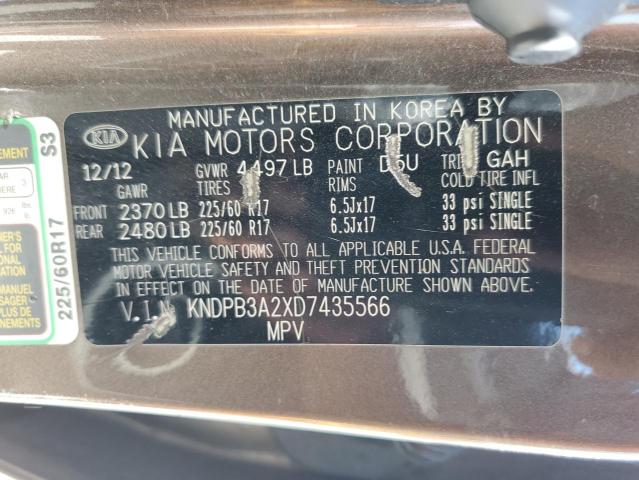 MANUFACTURED IN KOREA BY
KIA KIA MOTORS CORPORATION
12/12 GVWR 4497 LB PAINT D5U TRIM GAH
GAWR TIRES RIMS COLD TIRE INFL
FRONT 2370 LB 225/60 R17 6.5Jx17 33 psi SINGLE
REAR 2480 LB 225/60 R17 6.5Jx17 33 psi SINGLE
THIS VEHICLE CONFORMS TO ALL APPLICABLE U.S.A. FEDERAL
MOTOR VEHICLE SAFETY AND THEFT PREVENTION STANDARDS
IN EFFECT ON THE DATE OF MANUFACTURE SHOWN ABOVE.
V.I.N KNDPB3A2XD7435566
MPV
S3
225/60R17